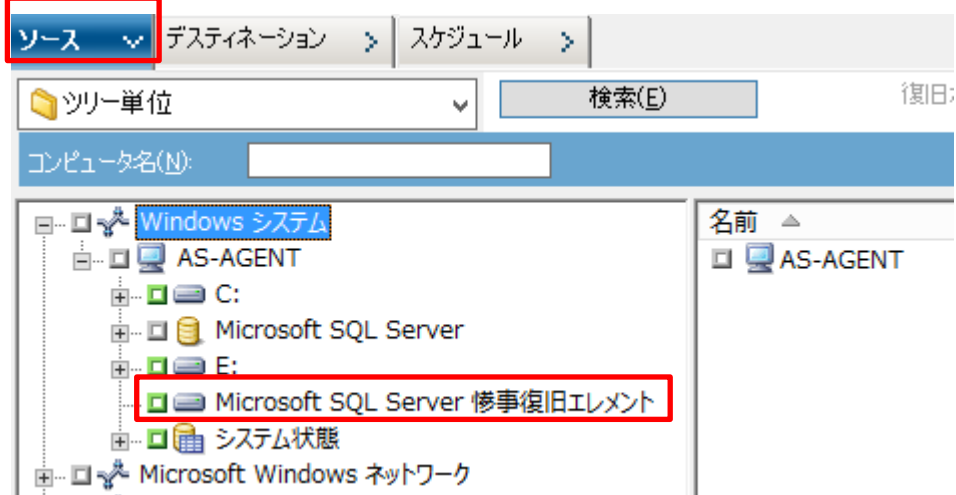 ソース デスティネーション スケジュール
ツリー単位 検索(E) 復旧
コンピュータ名(N):
Windows システム 名前
AS-AGENT AS-AGENT
C:
Microsoft SQL Server
E:
Microsoft SQL Server 惨事復旧エレメント
システム状態
Microsoft Windows ネットワーク